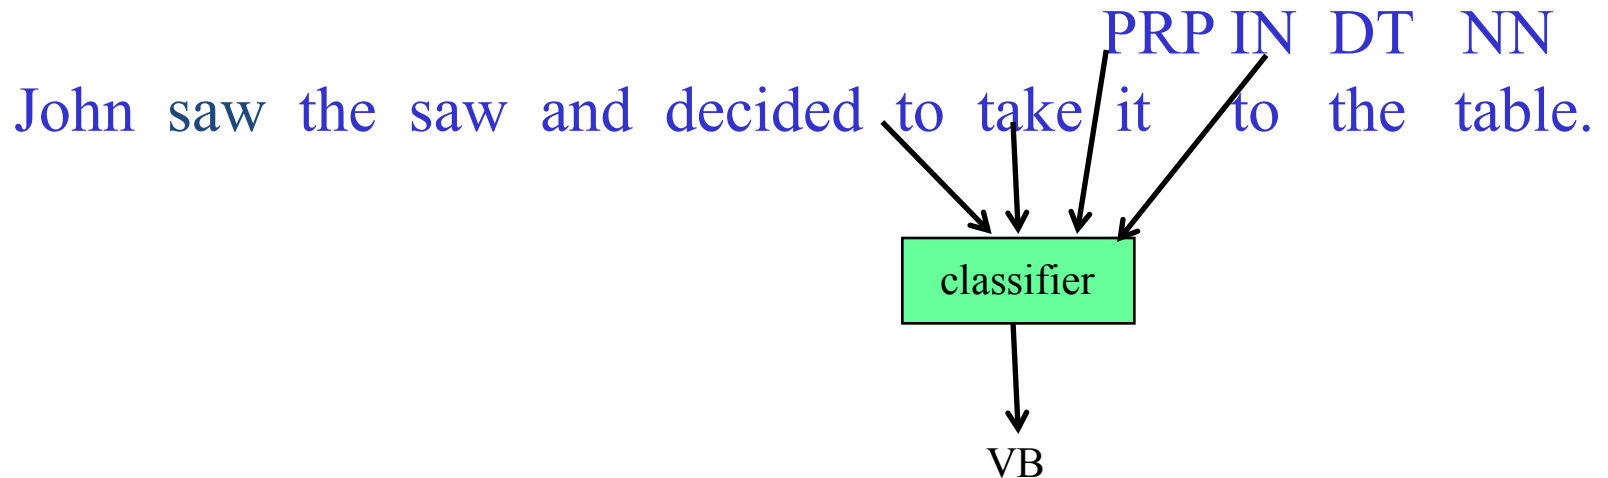 PRP IN DT NN
John saw the saw and decided to take it to the table.
classifier
VB